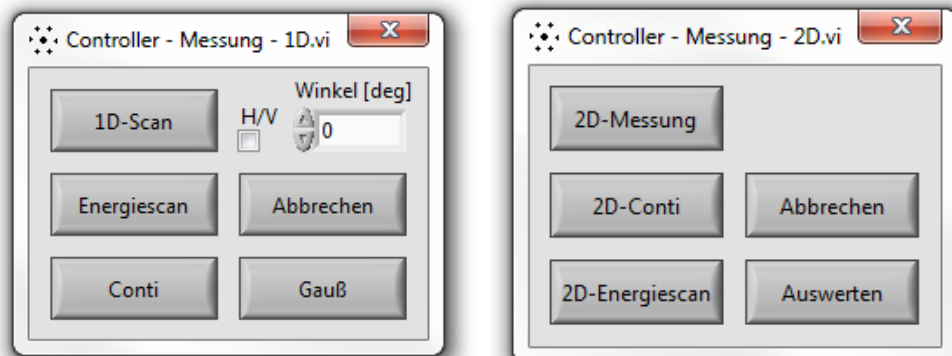 Controller - Messung - 1D.vi
Winkel [deg]
1D-Scan
H/V
0
Energiescan
Abbrechen
Conti
Gauß
Controller - Messung - 2D.vi
2D-Messung
2D-Conti
Abbrechen
2D-Energiescan
Auswerten